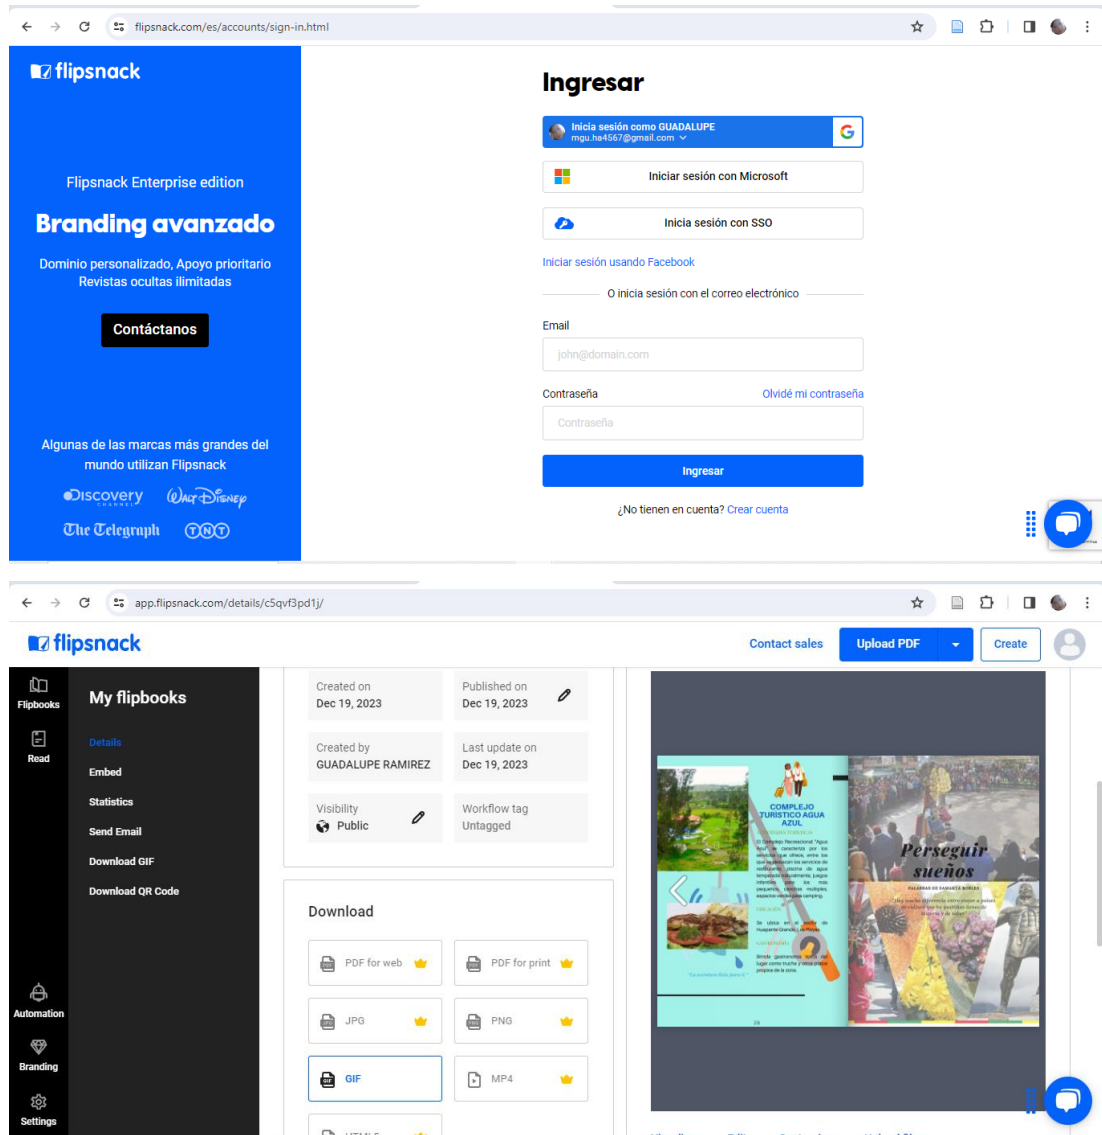 flipsnack.com/es/accounts/sign-in.html
flipsnack
Flipsnack Enterprise edition
Branding avanzado
Dominio personalizado, Apoyo prioritario
Revistas ocultas ilimitadas
Contáctanos
Algunas de las marcas más grandes del
mundo utilizan Flipsnack
Discovery
CHANNEL
WALT DISNEY
The Telegraph
TNT
Ingresar
Inicia sesión como GUADALUPE
mgu.ha4567@gmail.com
Iniciar sesión con Microsoft
Inicia sesión con SSO
Iniciar sesión usando Facebook
O inicia sesión con el correo electrónico
Email
john@domain.com
Contraseña
Olvidé mi contraseña
Contraseña
Ingresar
¿No tienen en cuenta? Crear cuenta
app.flipsnack.com/details/c5qvf3pd1j/
flipsnack
Contact sales
Upload PDF
Create
Flipbooks
Read
Automation
Branding
Settings
My flipbooks
Details
Embed
Statistics
Send Email
Download GIF
Download QR Code
Created on
Dec 19, 2023
Published on
Dec 19, 2023
Created by
GUADALUPE RAMIREZ
Last update on
Dec 19, 2023
Visibility
Public
Workflow tag
Untagged
Download
PDF for web
PDF for print
JPG
PNG
GIF
MP4
COMPLEJO
TURÍSTICO AGUA
AZUL
Perseguir
sueños
28